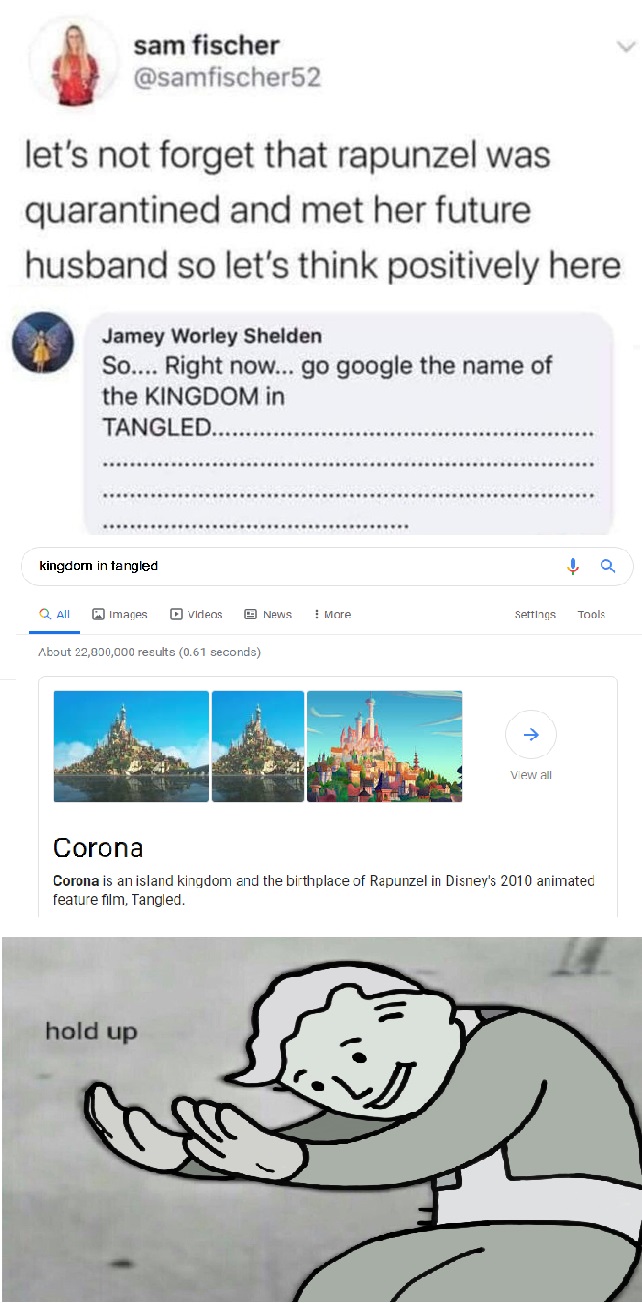 sam fischer
@samfischer52
let's not forget that rapunzel was
quarantined and met her future
husband so let's think positively here
Jamey Worley Shelden
So.... Right now... go google the name of
the KINGDOM in
TANGLED..........................................................
..........................................................................
..........................................................................
..............................................
kingdom in tangled
All Images Videos News More Settings Tools
About 22,800,000 results (0.61 seconds)
View all
Corona
Corona is an island kingdom and the birthplace of Rapunzel in Disney's 2010 animated
feature film, Tangled.
hold up